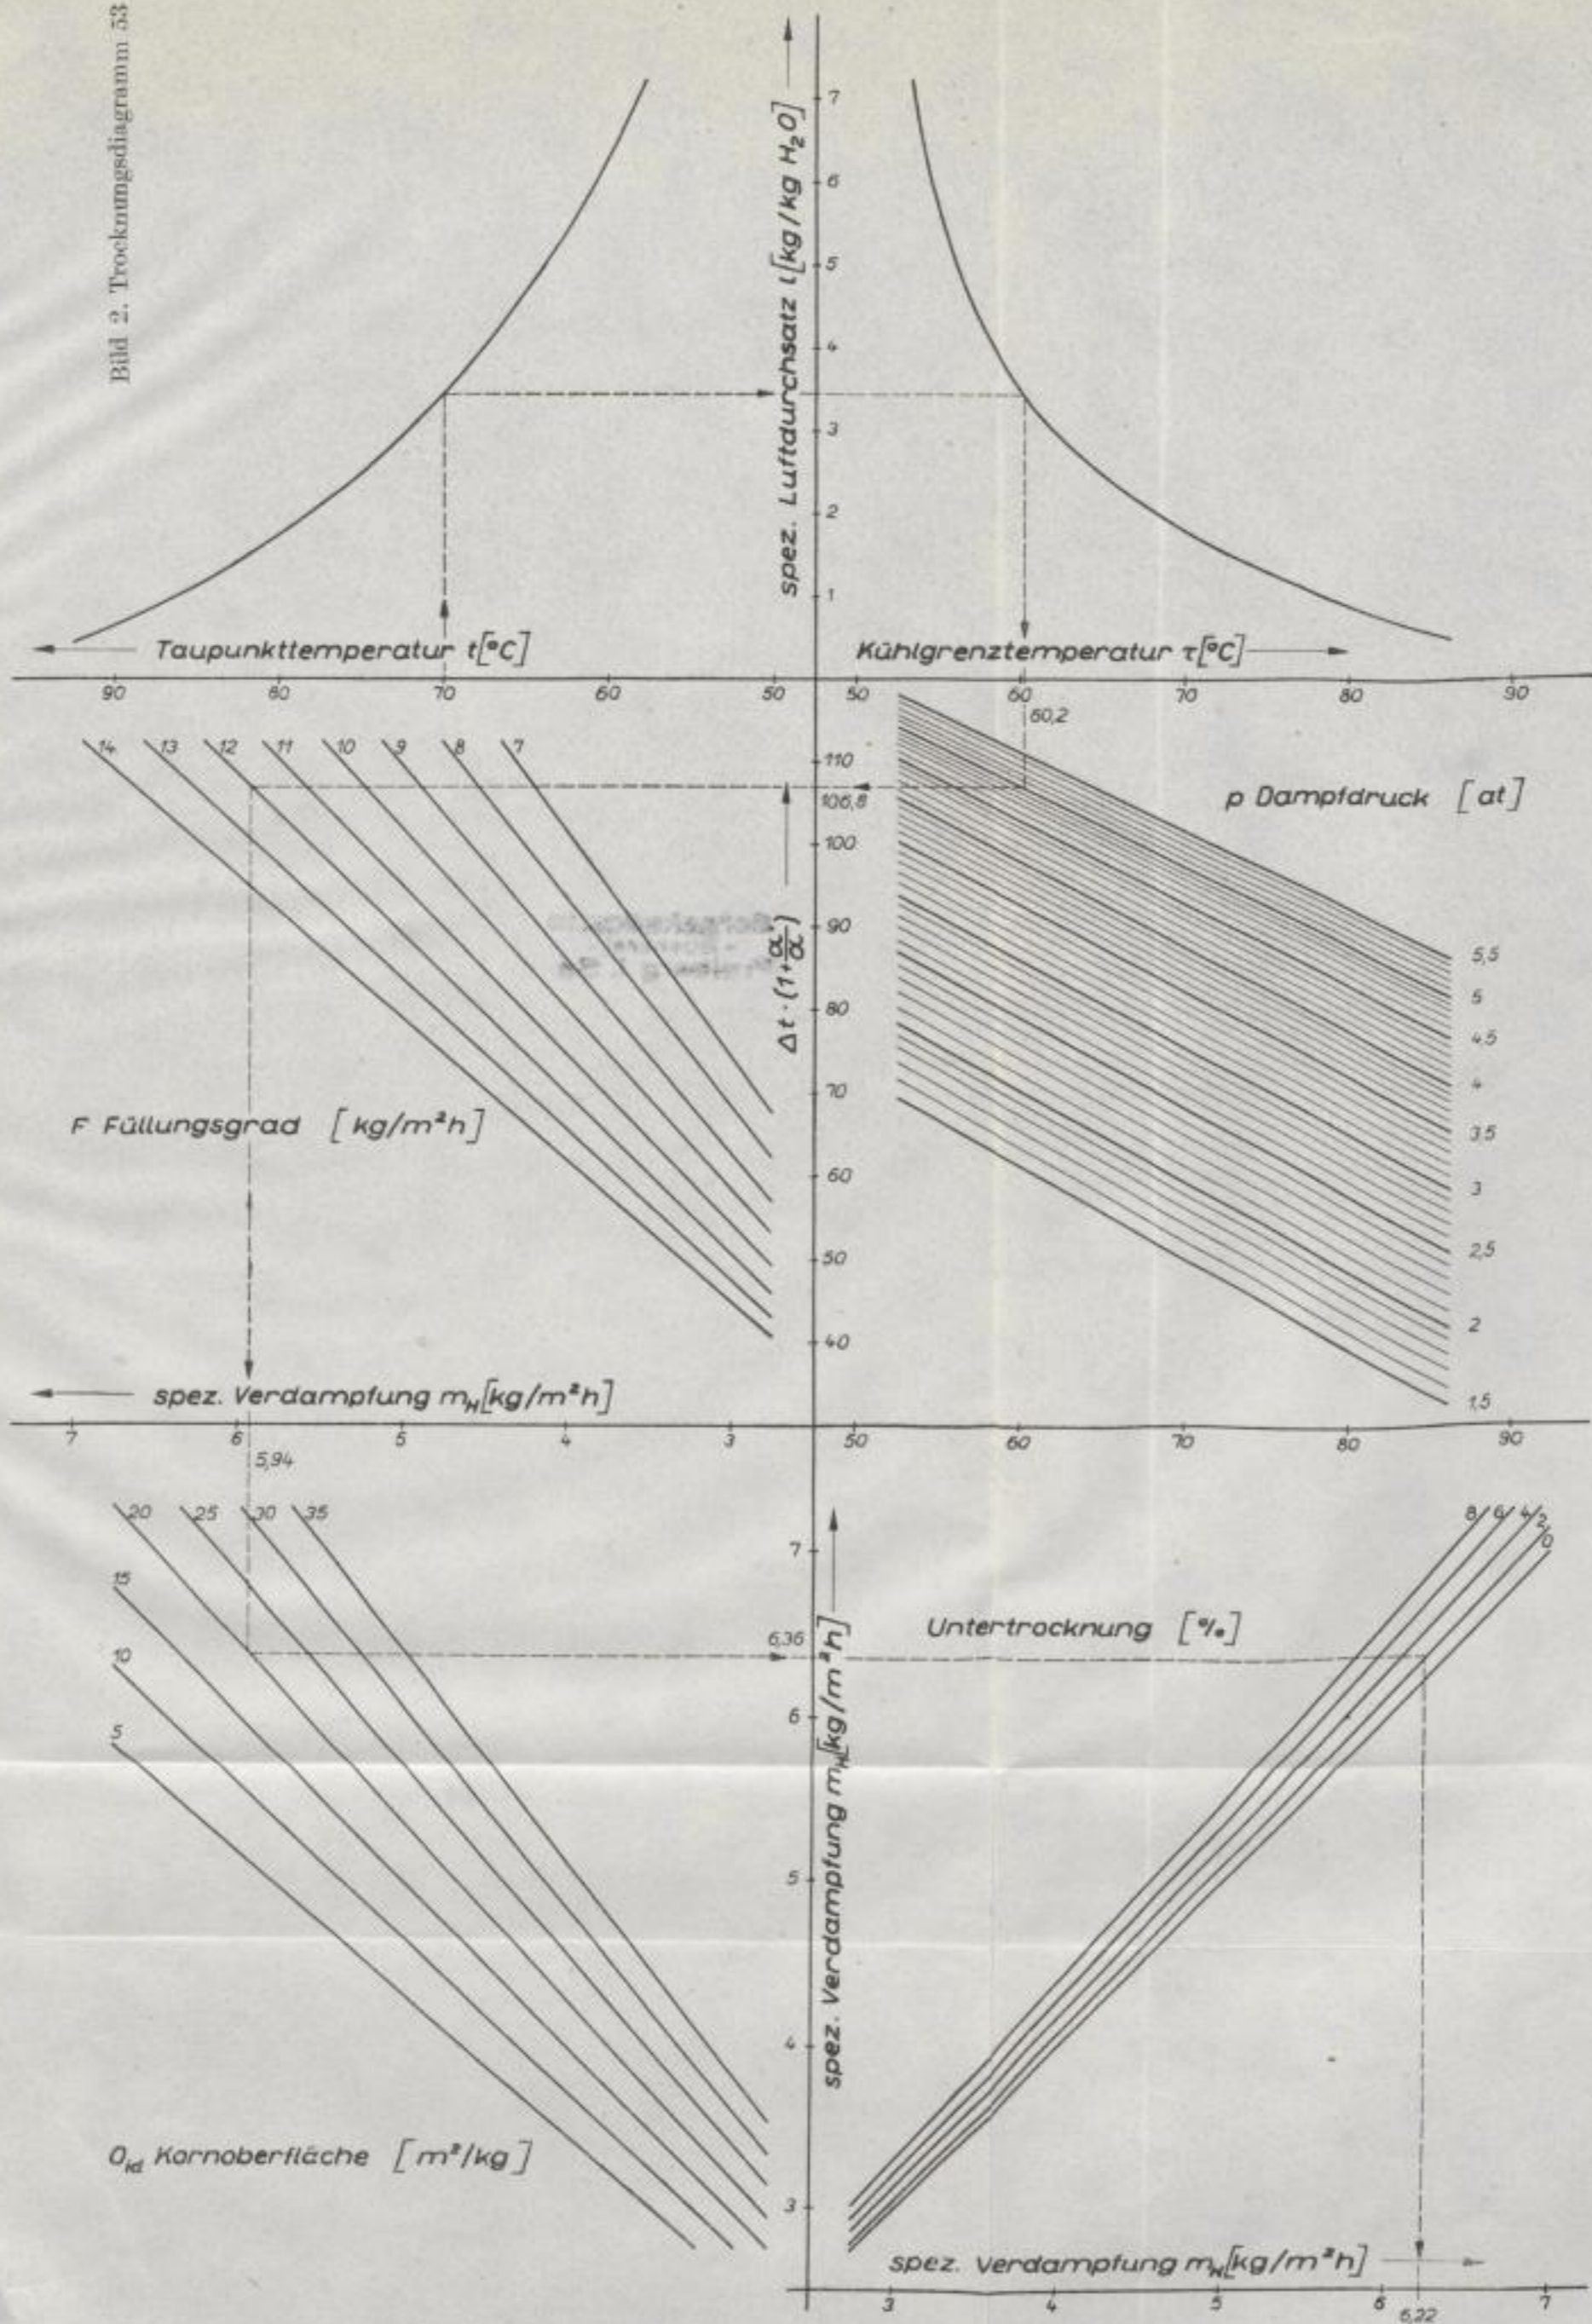 Bild 2. Trocknungsdiagramm 53
spez. Luftdurchsatz l[kg/kg H₂O]
7
6
5
4
3
2
1
Taupunkttemperatur t[°C]
Kühlgrenztemperatur τ[°C]
90 80 70 60 50
50 60 70 80 90
60,2
14 13 12 11 10 9 8 7
110
106,8
100
90
80
70
60
50
40
Δt·(1+α/α)
p Dampfdruck [at]
5,5
5
4,5
4
3,5
3
2,5
2
1,5
F Füllungsgrad [kg/m²h]
spez. Verdampfung m_H[kg/m²h]
7 6 5 4 3
50 60 70 80 90
5,94
20 25 30 35
15
10
5
8 6 4 2 0
7
6,36
6
5
4
3
spez. Verdampfung m_H[kg/m²h]
Untertrocknung [%]
O_id Kornoberfläche [m²/kg]
spez. Verdampfung m_H[kg/m²h]
3 4 5 6 7
6,22